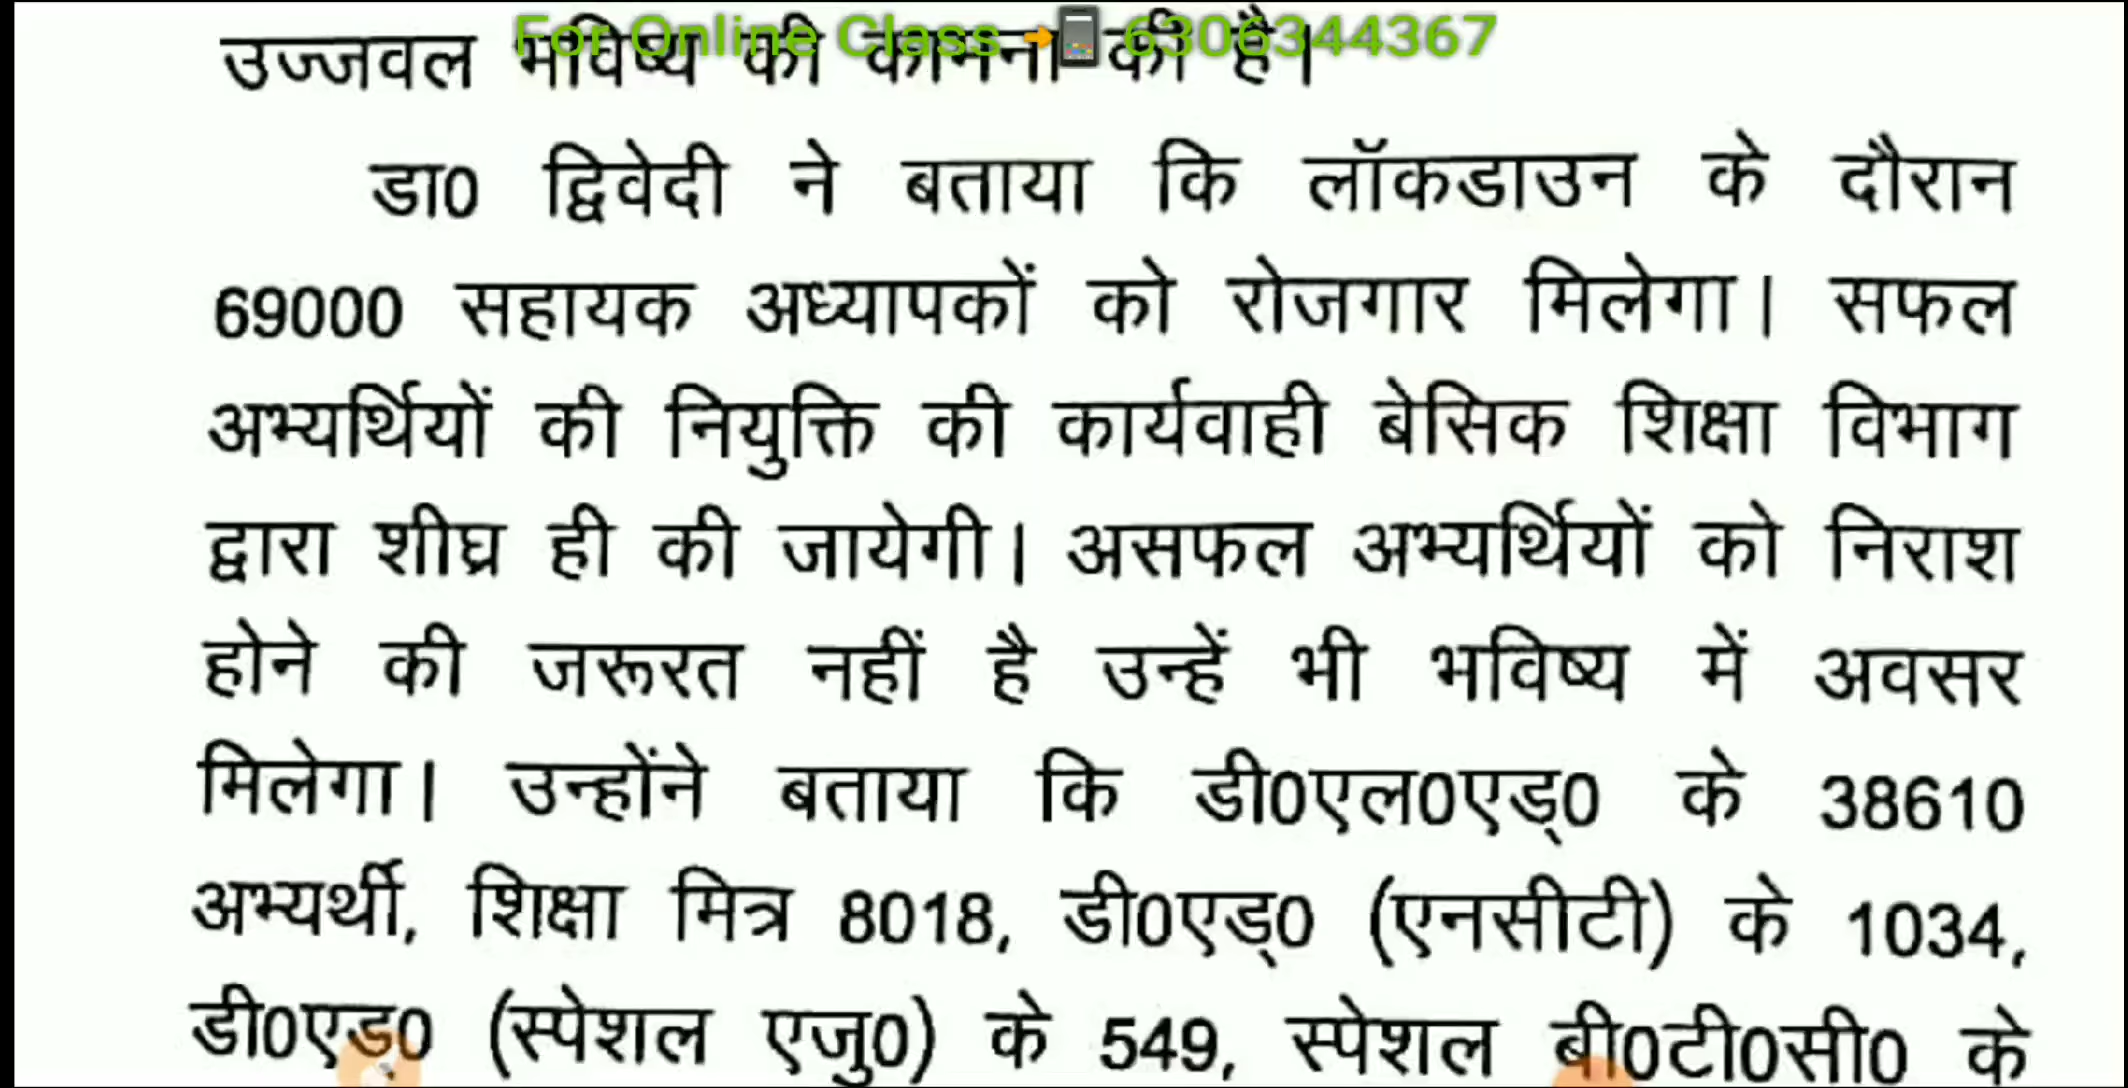 For Online Class 6306344367
उज्जवल भविष्य की कामना की है।
डा0 द्विवेदी ने बताया कि लॉकडाउन के दौरान
69000 सहायक अध्यापकों को रोजगार मिलेगा। सफल
अभ्यर्थियों की नियुक्ति की कार्यवाही बेसिक शिक्षा विभाग
द्वारा शीघ्र ही की जायेगी। असफल अभ्यर्थियों को निराश
होने की जरूरत नहीं है उन्हें भी भविष्य में अवसर
मिलेगा। उन्होंने बताया कि डी0एल0एड्0 के 38610
अभ्यर्थी, शिक्षा मित्र 8018, डी0एड्0 (एनसीटी) के 1034,
डी0एड्0 (स्पेशल एजु0) के 549, स्पेशल बी0टी0सी0 के